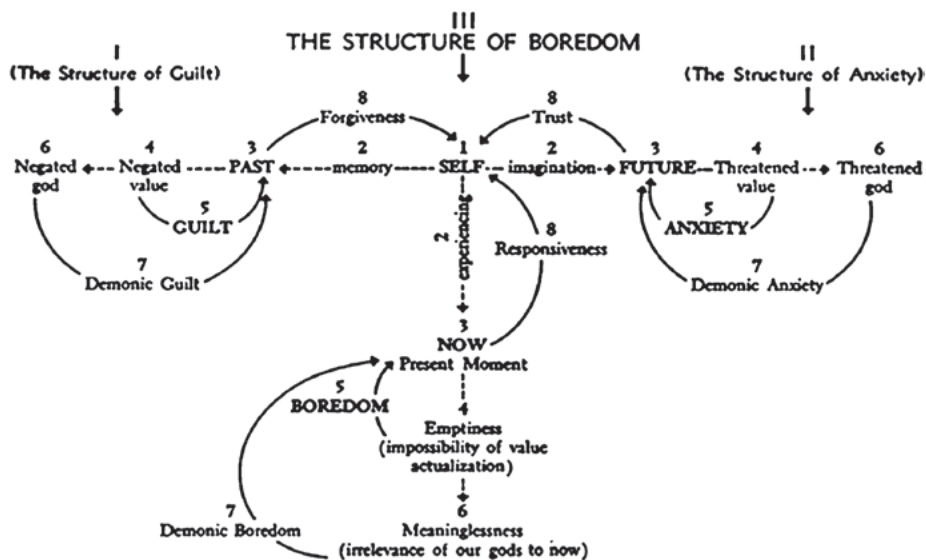 III
THE STRUCTURE OF BOREDOM
I
(The Structure of Guilt)
II
(The Structure of Anxiety)
8
Forgiveness
8
Trust
6 4 3 2 1 2 3 4 6
Negated Negated PAST memory SELF imagination FUTURE Threatened Threatened
god value value god
5
GUILT
2
experiencing
8
Responsiveness
5
ANXIETY
7
Demonic Guilt
7
Demonic Anxiety
3
NOW
Present Moment
5
BOREDOM
4
Emptiness
(impossibility of value
actualization)
7
Demonic Boredom
6
Meaninglessness
(irrelevance of our gods to now)